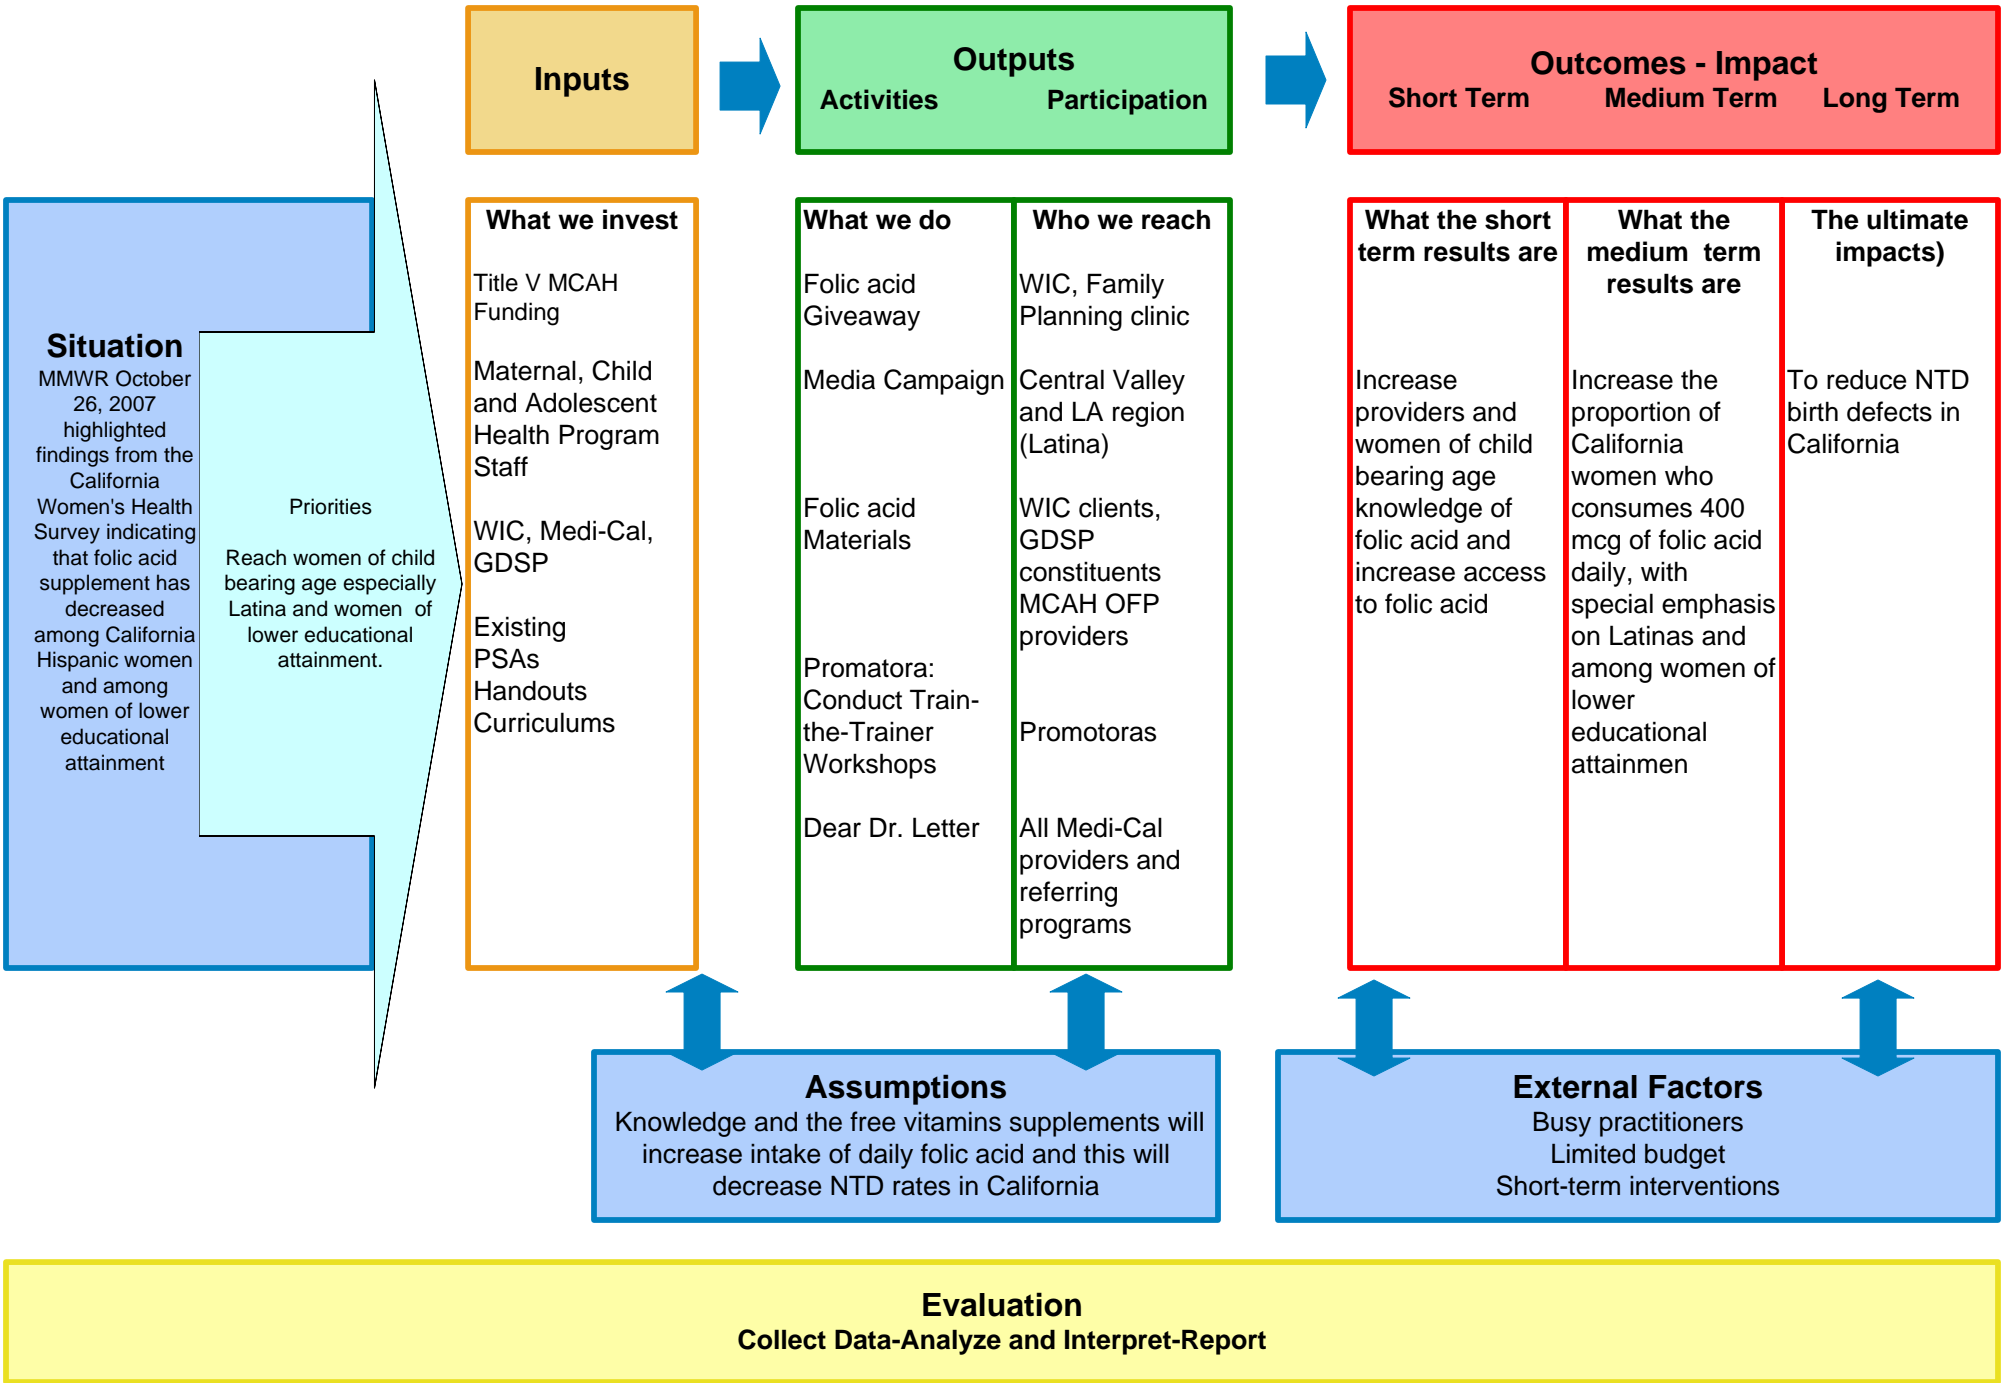 Inputs
Outputs
Activities
Participation
Outcomes - Impact
Short Term
Medium Term
Long Term
Situation
MMWR October
26, 2007
highlighted
findings from the
California
Women's Health
Survey indicating
that folic acid
supplement has
decreased
among California
Hispanic women
and among
women of lower
educational
attainment
Priorities
Reach women of child
bearing age especially
Latina and women of
lower educational
attainment.
What we invest
Title V MCAH
Funding
Maternal, Child
and Adolescent
Health Program
Staff
WIC, Medi-Cal,
GDSP
Existing
PSAs
Handouts
Curriculums
What we do
Folic acid
Giveaway
Media Campaign
Folic acid
Materials
Promatora:
Conduct Train-
the-Trainer
Workshops
Dear Dr. Letter
Who we reach
WIC, Family
Planning clinic
Central Valley
and LA region
(Latina)
WIC clients,
GDSP
constituents
MCAH OFP
providers
Promotoras
All Medi-Cal
providers and
referring
programs
What the short
term results are
Increase
providers and
women of child
bearing age
knowledge of
folic acid and
increase access
to folic acid
What the
medium term
results are
Increase the
proportion of
California
women who
consumes 400
mcg of folic acid
daily, with
special emphasis
on Latinas and
among women of
lower
educational
attainmen
The ultimate
impacts)
To reduce NTD
birth defects in
California
Assumptions
Knowledge and the free vitamins supplements will
increase intake of daily folic acid and this will
decrease NTD rates in California
External Factors
Busy practitioners
Limited budget
Short-term interventions
Evaluation
Collect Data-Analyze and Interpret-Report